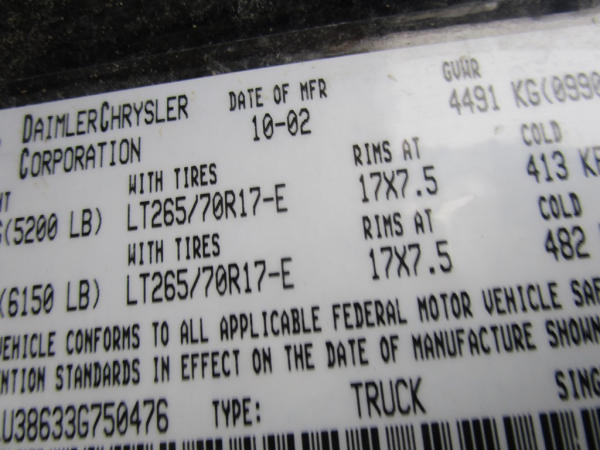 DAIMLERCHRYSLER CORPORATION
DATE OF MFR
10-02
GVWR
4491 KG(0990
WITH TIRES RIMS AT COLD
(5200 LB) LT265/70R17-E 17X7.5 413
WITH TIRES RIMS AT COLD
(6150 LB) LT265/70R17-E 17X7.5 482
VEHICLE CONFORMS TO ALL APPLICABLE FEDERAL MOTOR VEHICLE SAF
NTION STANDARDS IN EFFECT ON THE DATE OF MANUFACTURE SHOWN
U38633G750476 TYPE: TRUCK SING